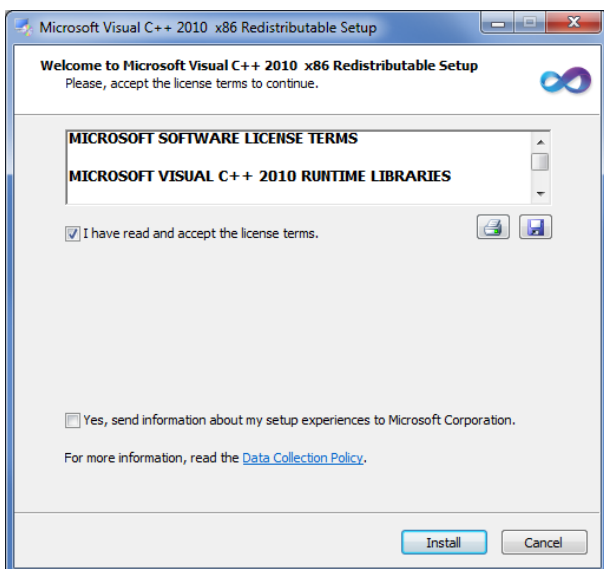 Microsoft Visual C++ 2010  x86 Redistributable Setup
Welcome to Microsoft Visual C++ 2010  x86 Redistributable Setup
Please, accept the license terms to continue.
MICROSOFT SOFTWARE LICENSE TERMS
MICROSOFT VISUAL C++ 2010 RUNTIME LIBRARIES
I have read and accept the license terms.
Yes, send information about my setup experiences to Microsoft Corporation.
For more information, read the Data Collection Policy.
Install Cancel